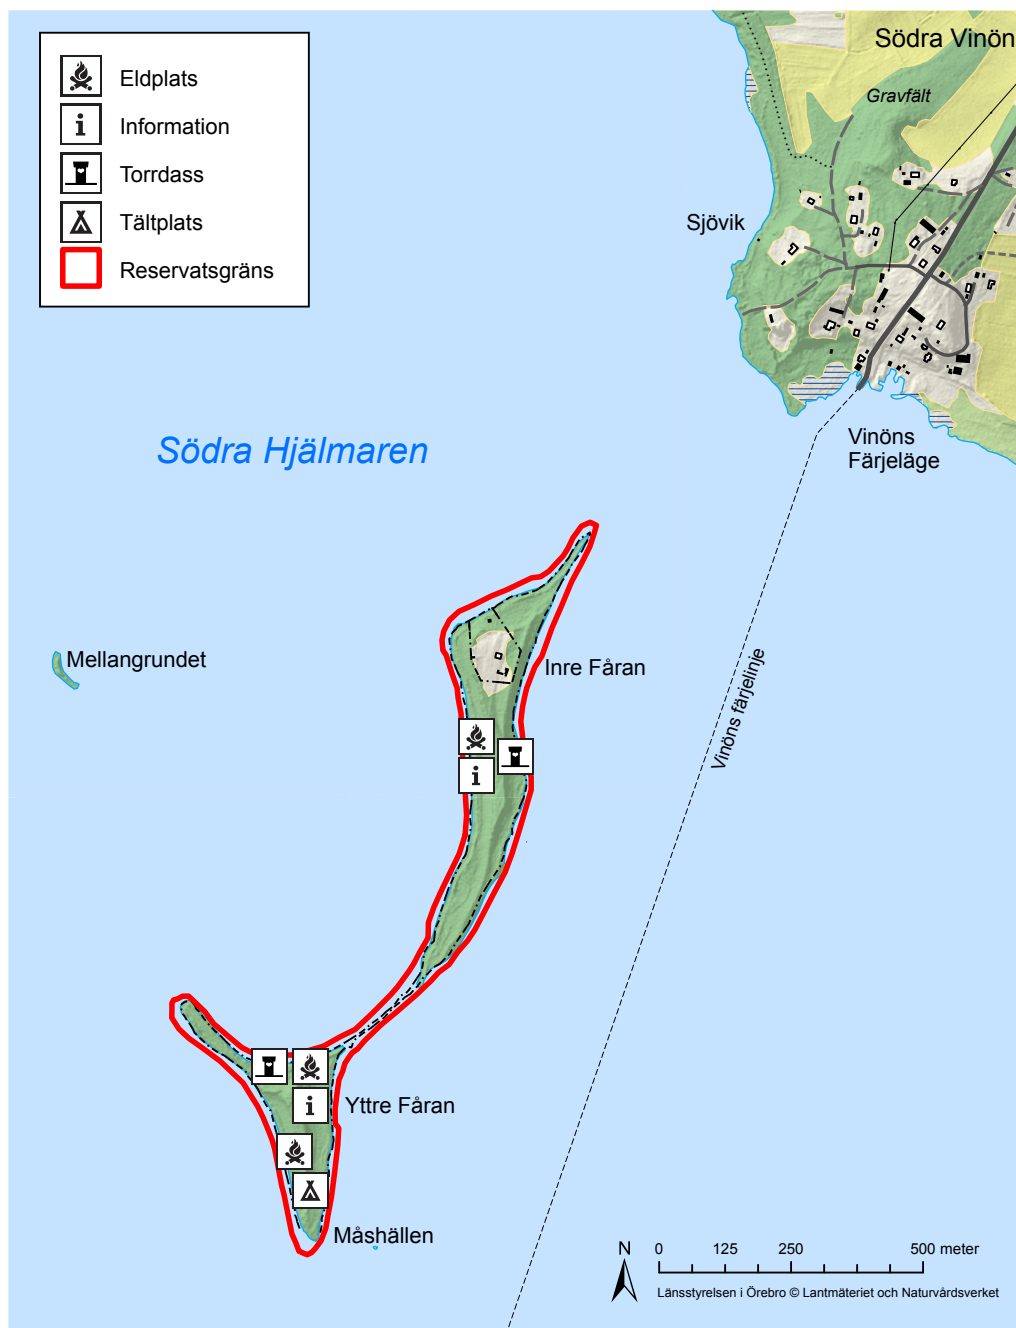 Eldplats
Information
Torrdass
Tältplats
Reservatsgräns
Södra Vinön
Gravfält
Sjövik
Vinöns
Färjeläge
Södra Hjälmaren
Mellangrundet
Inre Fåran
Vinöns färjelinje
Yttre Fåran
Måshällen
N
0 125 250 500 meter
Länsstyrelsen i Örebro © Lantmäteriet och Naturvårdsverket